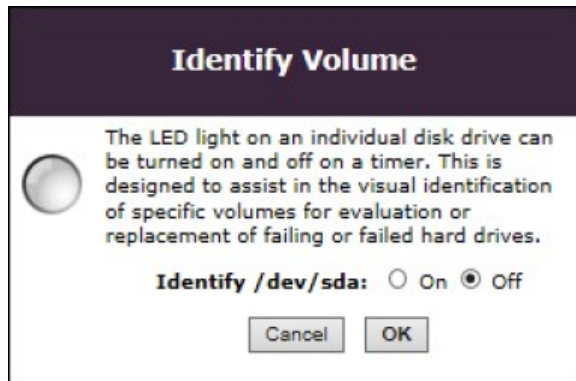 Identify Volume
The LED light on an individual disk drive can
be turned on and off on a timer. This is
designed to assist in the visual identification
of specific volumes for evaluation or
replacement of failing or failed hard drives.
Identify /dev/sda: On Off
Cancel OK